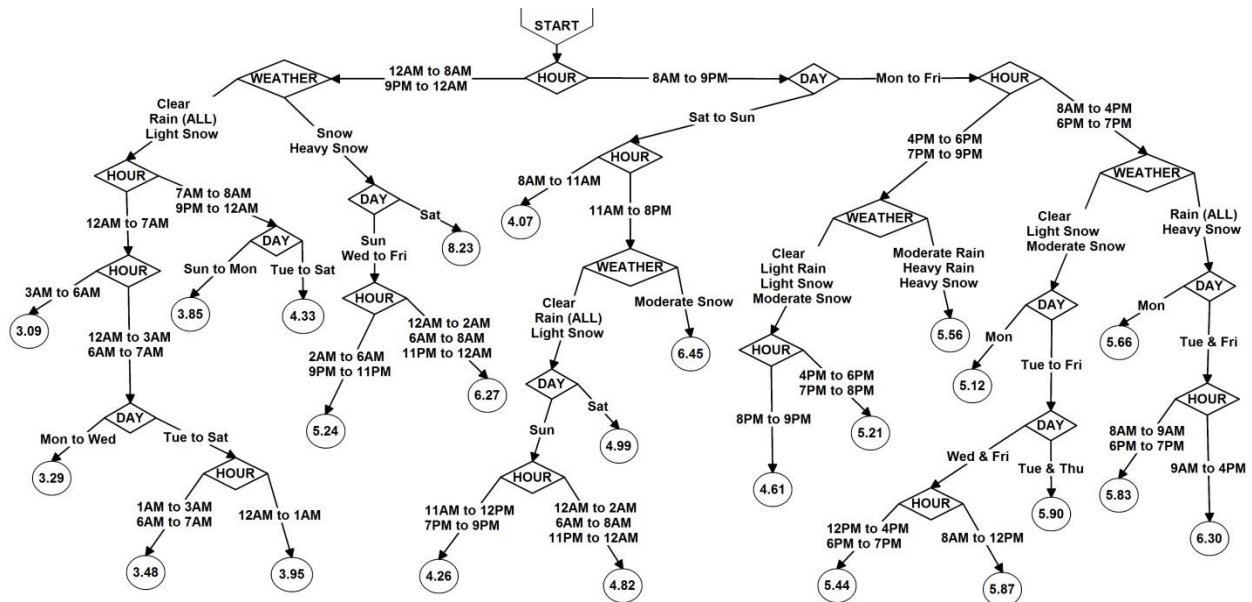 START
WEATHER
12AM to 8AM
9PM to 12AM
HOUR
8AM to 9PM
DAY
Mon to Fri
HOUR
Clear
Rain (ALL)
Light Snow
Snow
Heavy Snow
Sat to Sun
4PM to 6PM
7PM to 9PM
8AM to 4PM
6PM to 7PM
HOUR
7AM to 8AM
9PM to 12AM
12AM to 7AM
DAY
Sat
8.23
HOUR
8AM to 11AM
4.07
11AM to 8PM
WEATHER
WEATHER
DAY
Sun to Mon
3.85
Tue to Sat
4.33
Sun
Wed to Fri
WEATHER
Clear
Light Rain
Light Snow
Moderate Snow
Moderate Rain
Heavy Rain
Heavy Snow
5.56
Clear
Light Snow
Moderate Snow
Rain (ALL)
Heavy Snow
HOUR
3AM to 6AM
3.09
12AM to 3AM
6AM to 7AM
HOUR
2AM to 6AM
9PM to 11PM
5.24
12AM to 2AM
6AM to 8AM
11PM to 12AM
6.27
Clear
Rain (ALL)
Light Snow
Moderate Snow
6.45
HOUR
8PM to 9PM
4.61
4PM to 6PM
7PM to 8PM
5.21
DAY
Mon
5.12
Tue to Fri
DAY
Mon
5.66
Tue & Fri
DAY
Mon to Wed
3.29
Tue to Sat
DAY
Sun
Sat
4.99
DAY
Wed & Fri
Tue & Thu
5.90
HOUR
8AM to 9AM
6PM to 7PM
5.83
9AM to 4PM
6.30
HOUR
1AM to 3AM
6AM to 7AM
3.48
12AM to 1AM
3.95
HOUR
11AM to 12PM
7PM to 9PM
4.26
12AM to 2AM
6AM to 8AM
11PM to 12AM
4.82
HOUR
12PM to 4PM
6PM to 7PM
5.44
8AM to 12PM
5.87